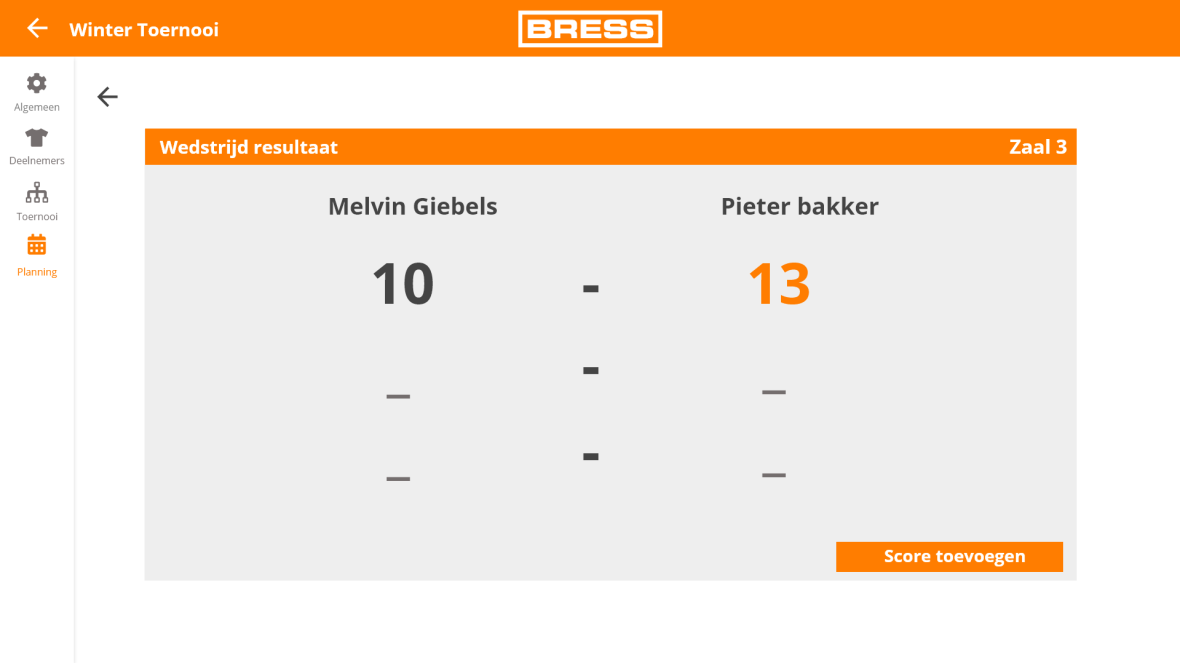 Winter Toernooi
BRESS
Algemeen
Deelnemers
Toernooi
Planning
Wedstrijd resultaat
Zaal 3
Melvin Giebels
Pieter bakker
10 - 13
_ - _
_ - _
Score toevoegen